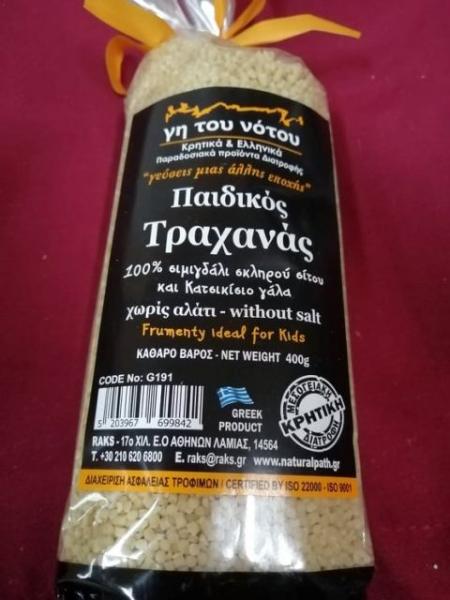 γη του νότου
Κρητικά & Ελληνικά
Παραδοσιακά προϊόντα Διατροφής
"γεύσεις μιας άλλης εποχής"
Παιδικός
Τραχανάς
100% σιμιγδάλι σκληρού σίτου
και Κατσικίσιο γάλα
χωρίς αλάτι - without salt
Frumenty ideal for Kids
ΚΑΘΑΡΟ ΒΑΡΟΣ - NET WEIGHT 400g
CODE No: G191
5 203967 699842
GREEK
PRODUCT
ΜΕΣΟΓΕΙΑΚΗ
ΚΡΗΤΙΚΗ
ΔΙΑΤΡΟΦΗ
RAKS - 17ο ΧΙΛ. Ε.Ο ΑΘΗΝΩΝ ΛΑΜΙΑΣ, 14564
T. +30 210 620 6800 E. raks@raks.gr www.naturalpath.gr
ΔΙΑΧΕΙΡΙΣΗ ΑΣΦΑΛΕΙΑΣ ΤΡΟΦΙΜΩΝ / CERTIFIED BY ISO 22000 - ISO 9001